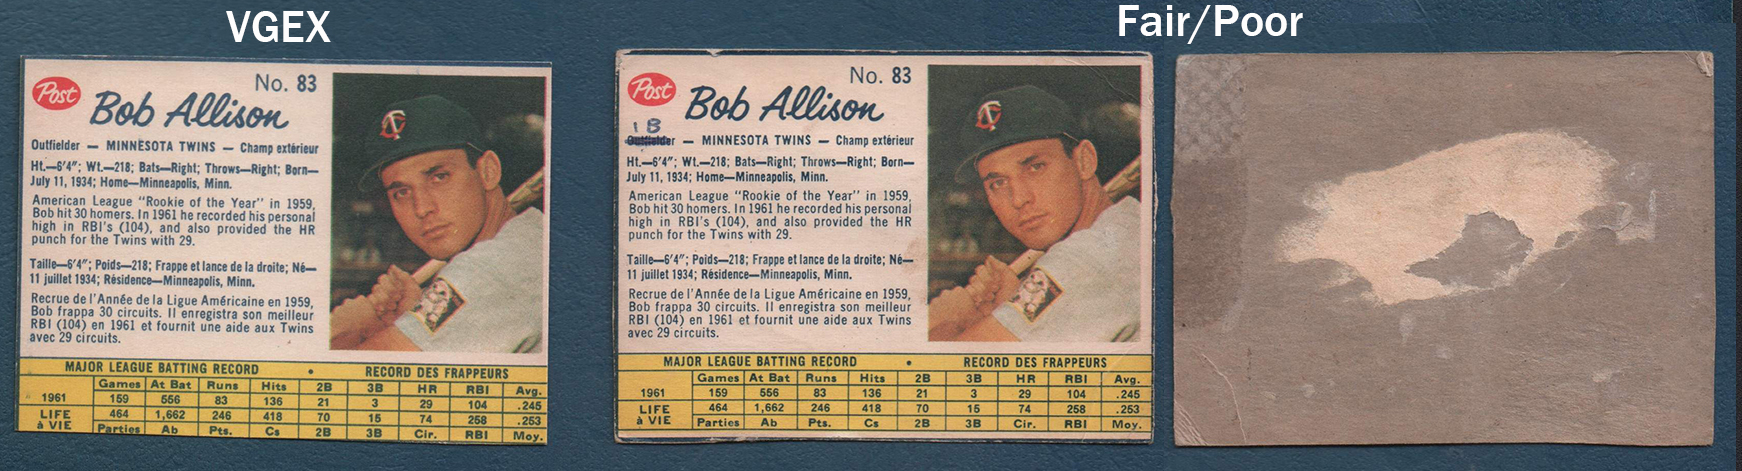 VGEX
Post
No. 83
Bob Allison
Outfielder — MINNESOTA TWINS — Champ extérieur
Ht.—6'4"; Wt.—218; Bats—Right; Throws—Right; Born—
July 11, 1934; Home—Minneapolis, Minn.
American League "Rookie of the Year" in 1959,
Bob hit 30 homers. In 1961 he recorded his personal
high in RBI's (104), and also provided the HR
punch for the Twins with 29.
Taille—6'4"; Poids—218; Frappe et lance de la droite; Né—
11 juillet 1934; Résidence—Minneapolis, Minn.
Recrue de l'Année de la Ligue Américaine en 1959,
Bob frappa 30 circuits. Il enregistra son meilleur
RBI (104) en 1961 et fournit une aide aux Twins
avec 29 circuits.
MAJOR LEAGUE BATTING RECORD • RECORD DES FRAPPEURS
Games At Bat Runs Hits 2B 3B HR RBI Avg.
1961 159 556 83 136 21 3 29 104 .245
LIFE à VIE 464 1,662 246 418 70 15 74 258 .253
Parties Ab Pts. Cs 2B 3B Cir. RBI Moy.
Fair/Poor
Post
No. 83
Bob Allison
1B
Outfielder — MINNESOTA TWINS — Champ extérieur
Ht.—6'4"; Wt.—218; Bats—Right; Throws—Right; Born—
July 11, 1934; Home—Minneapolis, Minn.
American League "Rookie of the Year" in 1959,
Bob hit 30 homers. In 1961 he recorded his personal
high in RBI's (104), and also provided the HR
punch for the Twins with 29.
Taille—6'4"; Poids—218; Frappe et lance de la droite; Né—
11 juillet 1934; Résidence—Minneapolis, Minn.
Recrue de l'Année de la Ligue Américaine en 1959,
Bob frappa 30 circuits. Il enregistra son meilleur
RBI (104) en 1961 et fournit une aide aux Twins
avec 29 circuits.
MAJOR LEAGUE BATTING RECORD • RECORD DES FRAPPEURS
Games At Bat Runs Hits 2B 3B HR RBI Avg.
1961 159 556 83 136 21 3 29 104 .245
LIFE à VIE 464 1,662 246 418 70 15 74 258 .253
Parties Ab Pts. Cs 2B 3B Cir. RBI Moy.